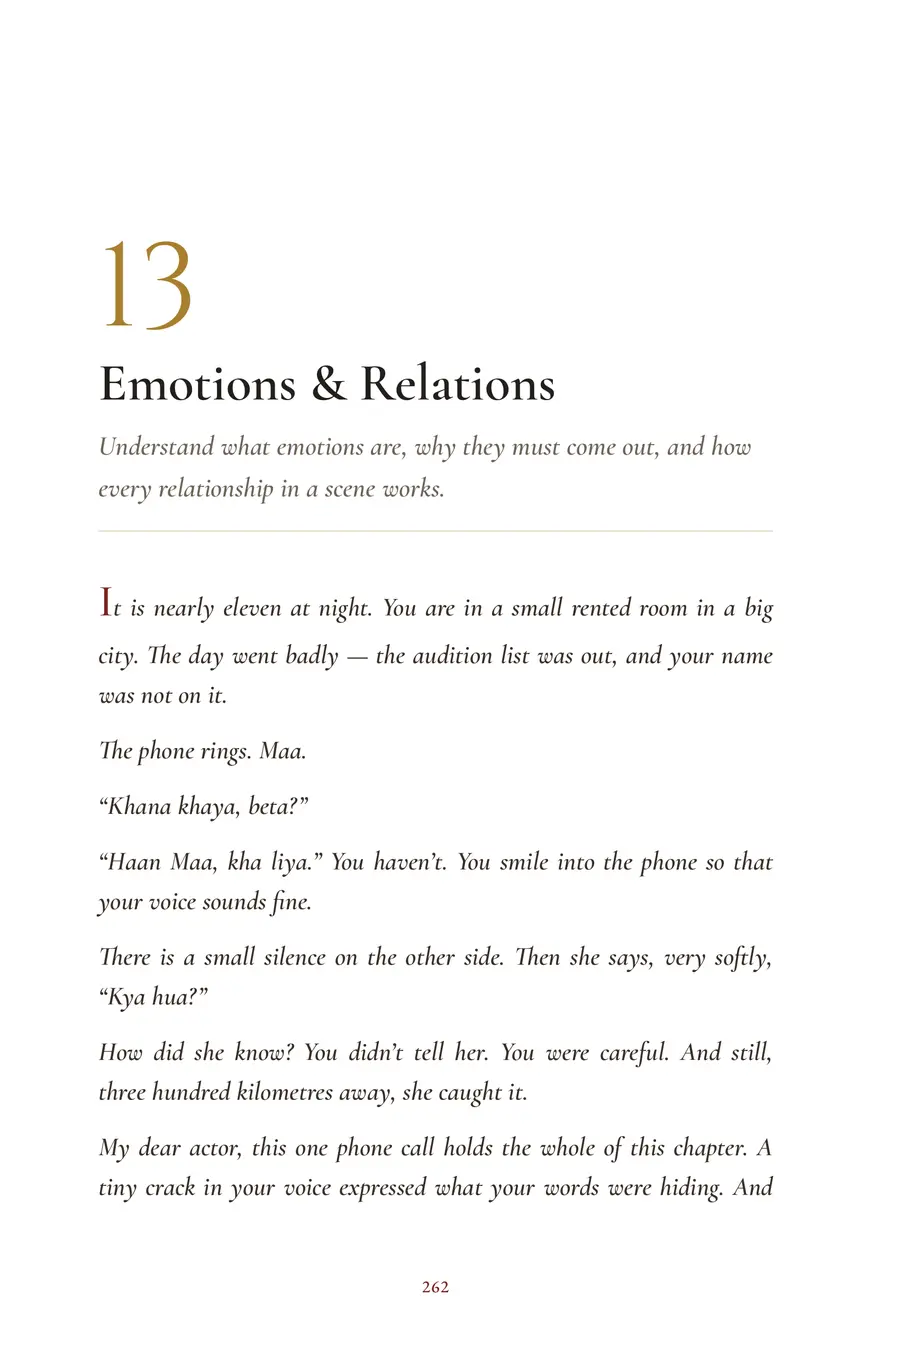 13
Emotions & Relations
Understand what emotions are, why they must come out, and how
every relationship in a scene works.
It is nearly eleven at night. You are in a small rented room in a big
city. The day went badly — the audition list was out, and your name
was not on it.
The phone rings. Maa.
“Khana khaya, beta?”
“Haan Maa, kha liya.” You haven’t. You smile into the phone so that
your voice sounds fine.
There is a small silence on the other side. Then she says, very softly,
“Kya hua?”
How did she know? You didn’t tell her. You were careful. And still,
three hundred kilometres away, she caught it.
My dear actor, this one phone call holds the whole of this chapter. A
tiny crack in your voice expressed what your words were hiding. And
262